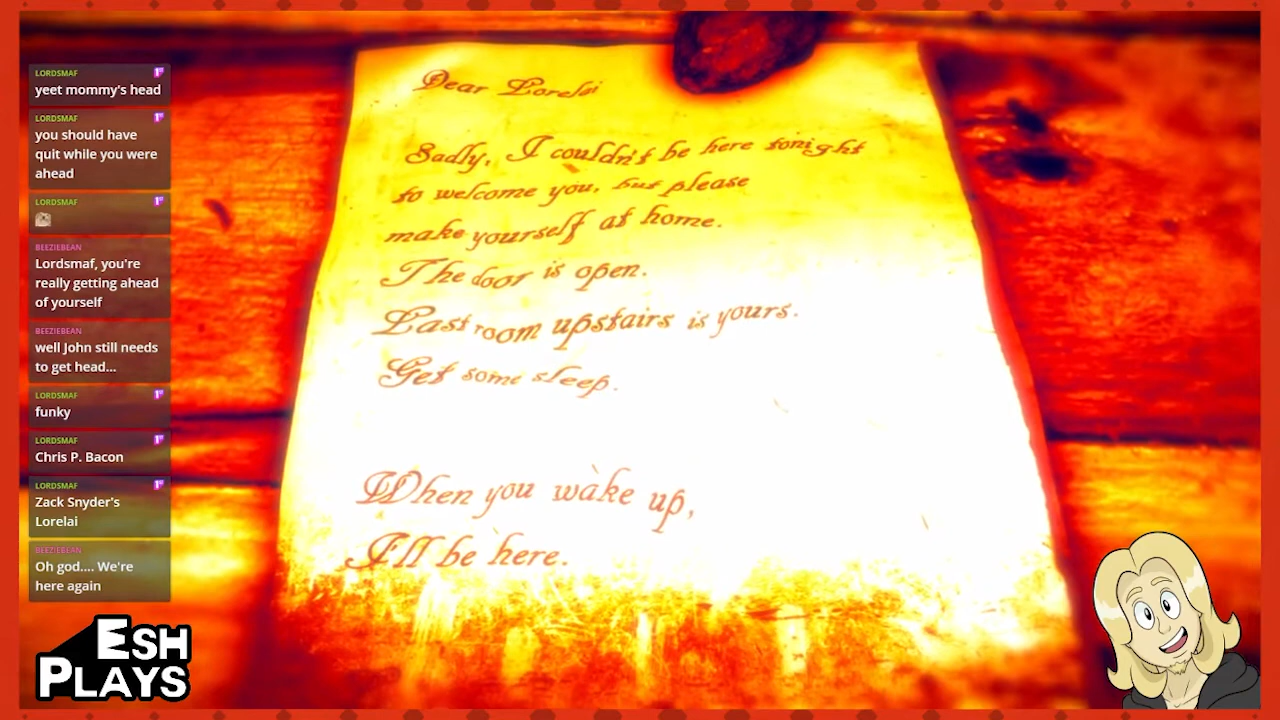 LORDSMAF
yeet mommy's head
LORDSMAF
you should have
quit while you were
ahead
LORDSMAF
BEEZIEBEAN
Lordsmaf, you're
really getting ahead
of yourself
BEEZIEBEAN
well John still needs
to get head...
LORDSMAF
funky
LORDSMAF
Chris P. Bacon
LORDSMAF
Zack Snyder's
Lorelai
BEEZIEBEAN
Oh god.... We're
here again
ESH
PLAYS
Dear Lorelei
Sadly, I couldn't be here tonight
to welcome you, but please
make yourself at home.
The door is open.
Last room upstairs is yours.
Get some sleep.
When you wake up,
I'll be here.